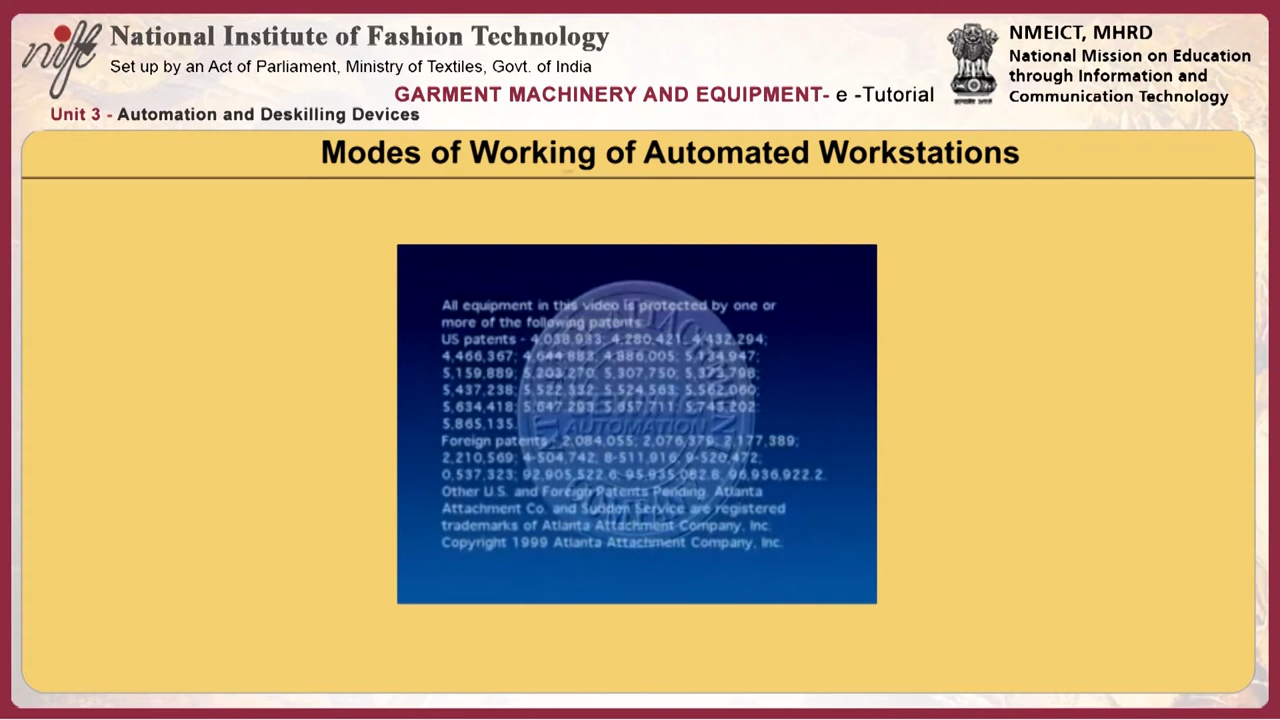 nift
National Institute of Fashion Technology
Set up by an Act of Parliament, Ministry of Textiles, Govt. of India
NMEICT, MHRD
National Mission on Education
through Information and
Communication Technology
GARMENT MACHINERY AND EQUIPMENT- e -Tutorial
Unit 3 - Automation and Deskilling Devices
Modes of Working of Automated Workstations
All equipment in this video is protected by one or
more of the following patents:
US patents - 4,038,933; 4,280,421; 4,432,294;
4,466,367; 4,644,883; 4,886,005; 5,134,947;
5,159,889; 5,203,270; 5,307,750; 5,373,798;
5,437,238; 5,522,332; 5,524,563; 5,562,060;
5,634,418; 5,647,293; 5,657,711; 5,743,202;
5,865,135.
Foreign patents - 2,084,055; 2,076,379; 2,177,389;
2,210,569; 4-504,742; 8-511,916; 9-520,472;
0,537,323; 92,905,522.6; 95-935,082.8; 96,936,922.2.
Other U.S. and Foreign Patents Pending. Atlanta
Attachment Co. and Sudden Service are registered
trademarks of Atlanta Attachment Company, Inc.
Copyright 1999 Atlanta Attachment Company, Inc.
AUTOMATION